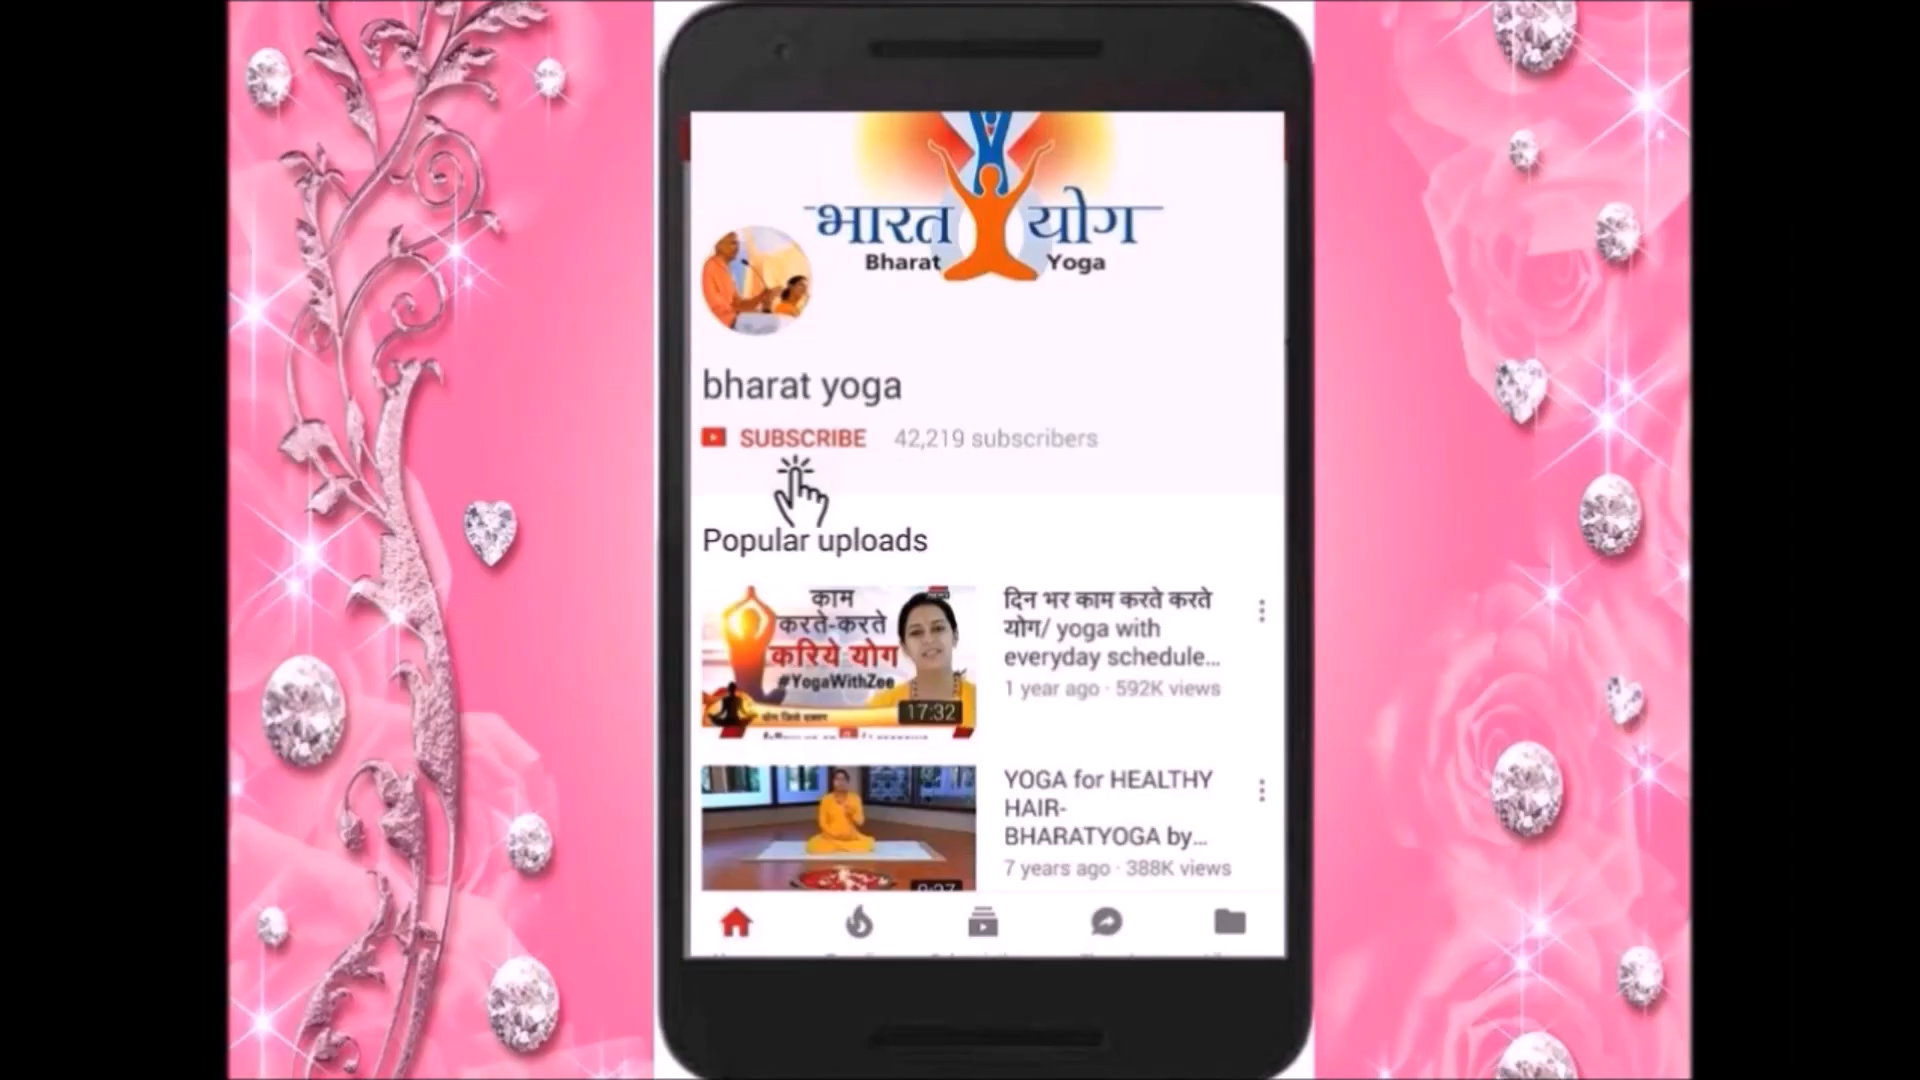 भारत योग
Bharat Yoga
bharat yoga
SUBSCRIBE 42,219 subscribers
Popular uploads
काम
करते-करते
करिये योग
#YogaWithZee
17:32
दिन भर काम करते करते
योग/ yoga with
everyday schedule...
1 year ago · 592K views
YOGA for HEALTHY
HAIR-
BHARATYOGA by...
7 years ago · 388K views